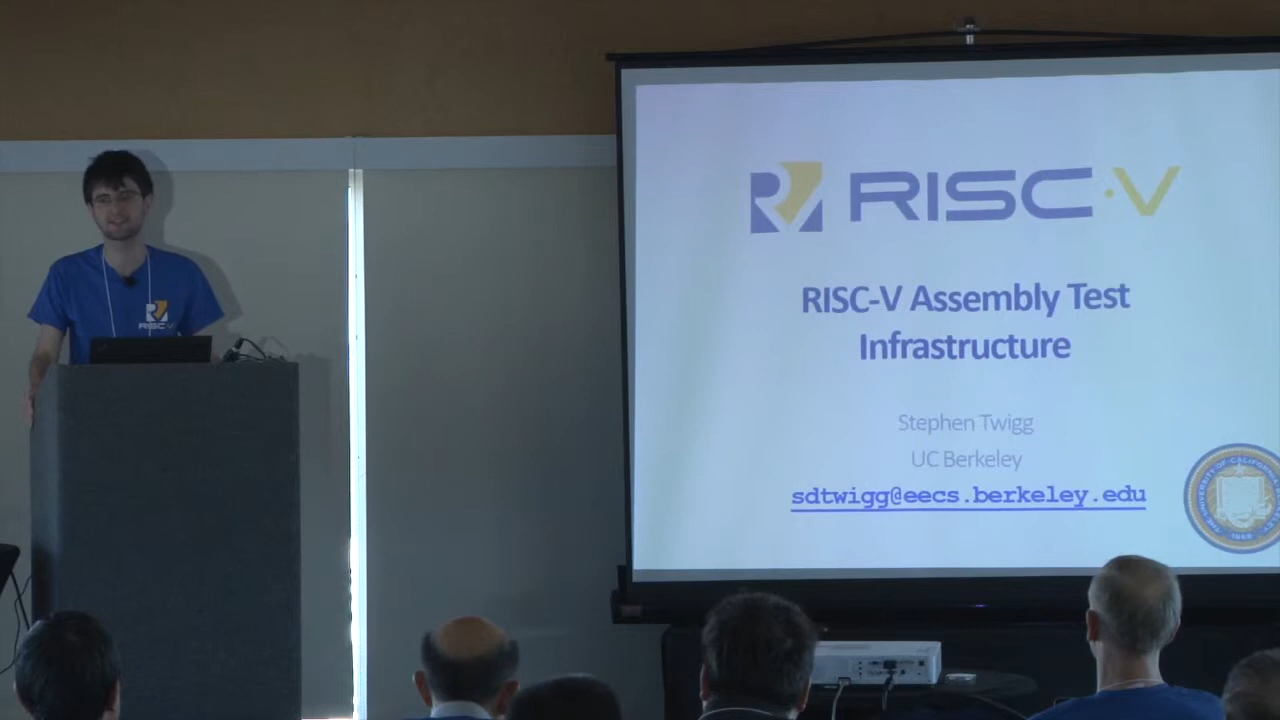 RISC-V
RISC-V Assembly Test
Infrastructure
Stephen Twigg
UC Berkeley
sdtwigg@eecs.berkeley.edu
RISC-V